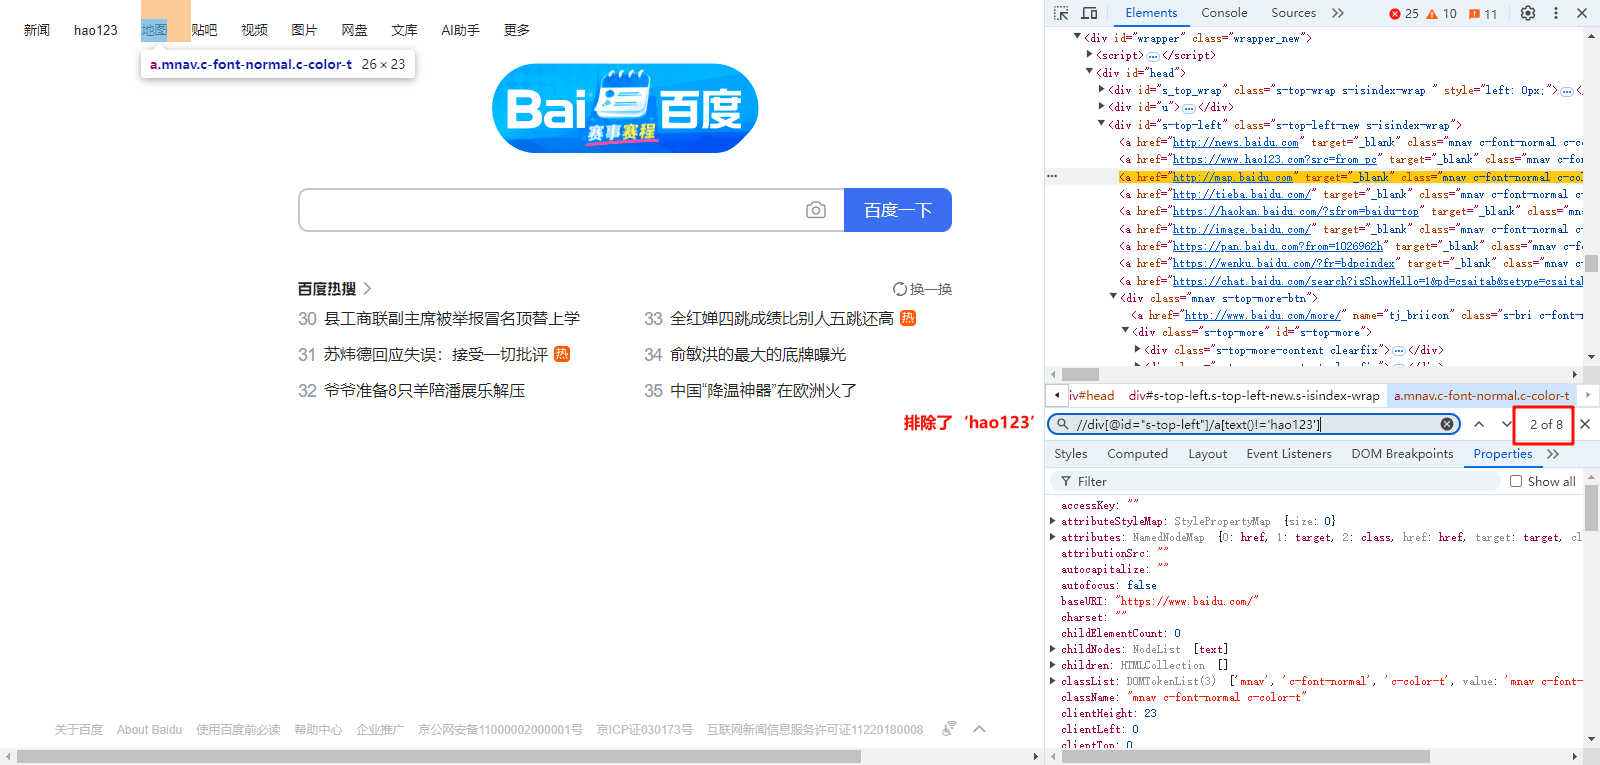 新闻 hao123 地图 贴吧 视频 图片 网盘 文库 AI助手 更多
a.mnav.c-font-normal.c-color-t 26 × 23
Bai 百度
赛事赛程
百度一下
百度热搜
换一换
30 县工商联副主席被举报冒名顶替上学
33 全红婵四跳成绩比别人五跳还高 热
31 苏炜德回应失误：接受一切批评 热
34 俞敏洪的最大的底牌曝光
32 爷爷准备8只羊陪潘展乐解压
35 中国“降温神器”在欧洲火了
排除了‘hao123’
关于百度 About Baidu 使用百度前必读 帮助中心 企业推广 京公网安备11000002000001号 京ICP证030173号 互联网新闻信息服务许可证11220180008
Elements Console Sources 25 10 11
<div id="wrapper" class="wrapper_new">
<script>…</script>
<div id="head">
<div id="s_top_wrap" class="s-top-wrap s-isindex-wrap " style="left: 0px;">…</
<div id="u">…</div>
<div id="s-top-left" class="s-top-left-new s-isindex-wrap">
<a href="http://news.baidu.com" target="_blank" class="mnav c-font-normal c-co
<a href="https://www.hao123.com?src=from_pc" target="_blank" class="mnav c-fon
<a href="http://map.baidu.com" target="_blank" class="mnav c-font-normal c-col
<a href="http://tieba.baidu.com/" target="_blank" class="mnav c-font-normal c-
<a href="https://haokan.baidu.com/?sfrom=baidu-top" target="_blank" class="mna
<a href="http://image.baidu.com/" target="_blank" class="mnav c-font-normal c-
<a href="https://pan.baidu.com?from=1026962h" target="_blank" class="mnav c-fo
<a href="https://wenku.baidu.com/?fr=bdpcindex" target="_blank" class="mnav c-
<a href="https://chat.baidu.com/search?isShowHello=1&pd=csaitab&setype=csaitab
<div class="mnav s-top-more-btn">
<a href="http://www.baidu.com/more/" name="tj_briicon" class="s-bri c-font-n
<div class="s-top-more" id="s-top-more">
<div class="s-top-more-content clearfix">…</div>
iv#head div#s-top-left.s-top-left-new.s-isindex-wrap a.mnav.c-font-normal.c-color-t
//div[@id="s-top-left"]/a[text()!='hao123'] 2 of 8
Styles Computed Layout Event Listeners DOM Breakpoints Properties
Filter Show all
accessKey: ""
attributeStyleMap: StylePropertyMap {size: 0}
attributes: NamedNodeMap {0: href, 1: target, 2: class, href: href, target: target, cl
attributionSrc: ""
autocapitalize: ""
autofocus: false
baseURI: "https://www.baidu.com/"
charset: ""
childElementCount: 0
childNodes: NodeList [text]
children: HTMLCollection []
classList: DOMTokenList(3) ['mnav', 'c-font-normal', 'c-color-t', value: 'mnav c-font-
className: "mnav c-font-normal c-color-t"
clientHeight: 23
clientLeft: 0
clientTop: 0